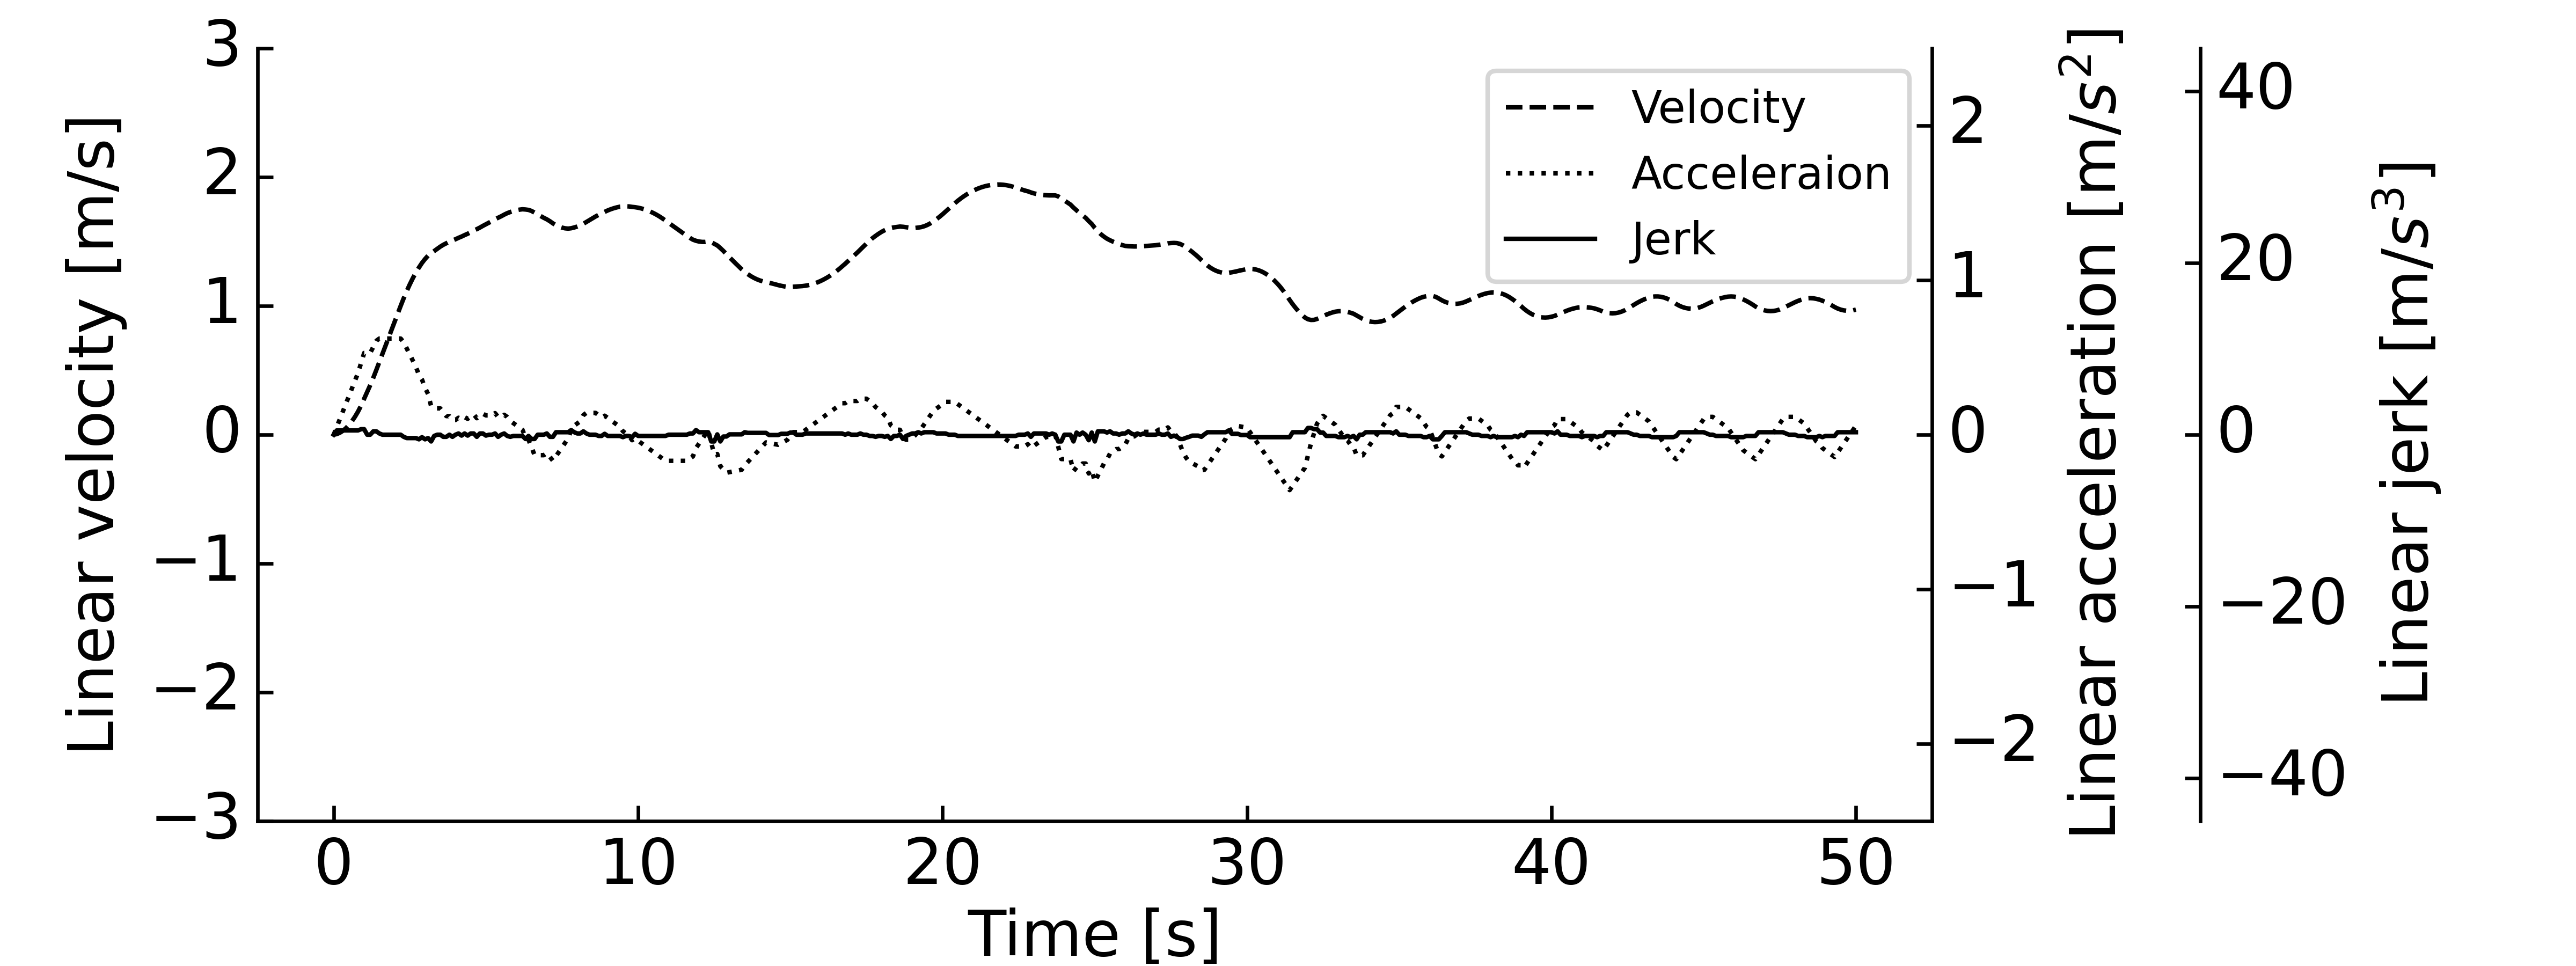 Linear velocity [m/s]
3
2
1
0
−1
−2
−3
0 10 20 30 40 50
Time [s]
Velocity
Acceleraion
Jerk
2
1
0
−1
−2
Linear acceleration [m/s²]
40
20
0
−20
−40
Linear jerk [m/s³]